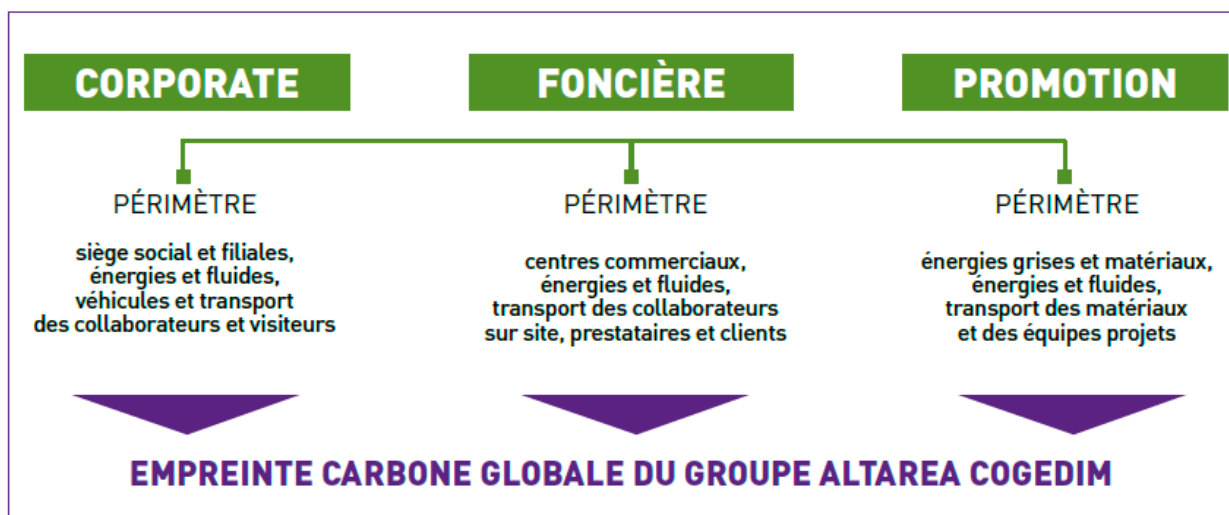 CORPORATE
FONCIÈRE
PROMOTION
PÉRIMÈTRE
siège social et filiales,
énergies et fluides,
véhicules et transport
des collaborateurs et visiteurs
PÉRIMÈTRE
centres commerciaux,
énergies et fluides,
transport des collaborateurs
sur site, prestataires et clients
PÉRIMÈTRE
énergies grises et matériaux,
énergies et fluides,
transport des matériaux
et des équipes projets
EMPREINTE CARBONE GLOBALE DU GROUPE ALTAREA COGEDIM